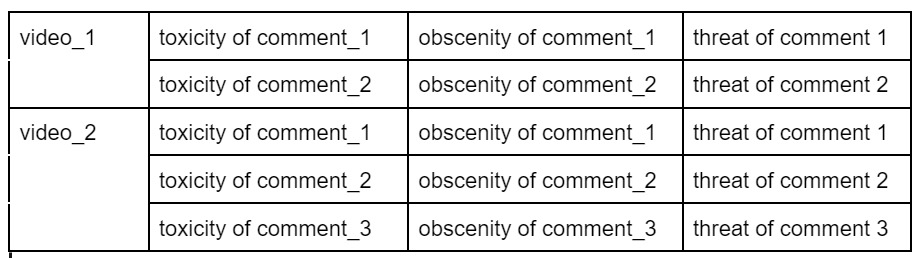 video_1 toxicity of comment_1 obscenity of comment_1 threat of comment 1
toxicity of comment_2 obscenity of comment_2 threat of comment 2
video_2 toxicity of comment_1 obscenity of comment_1 threat of comment 1
toxicity of comment_2 obscenity of comment_2 threat of comment 2
toxicity of comment_3 obscenity of comment_3 threat of comment 3